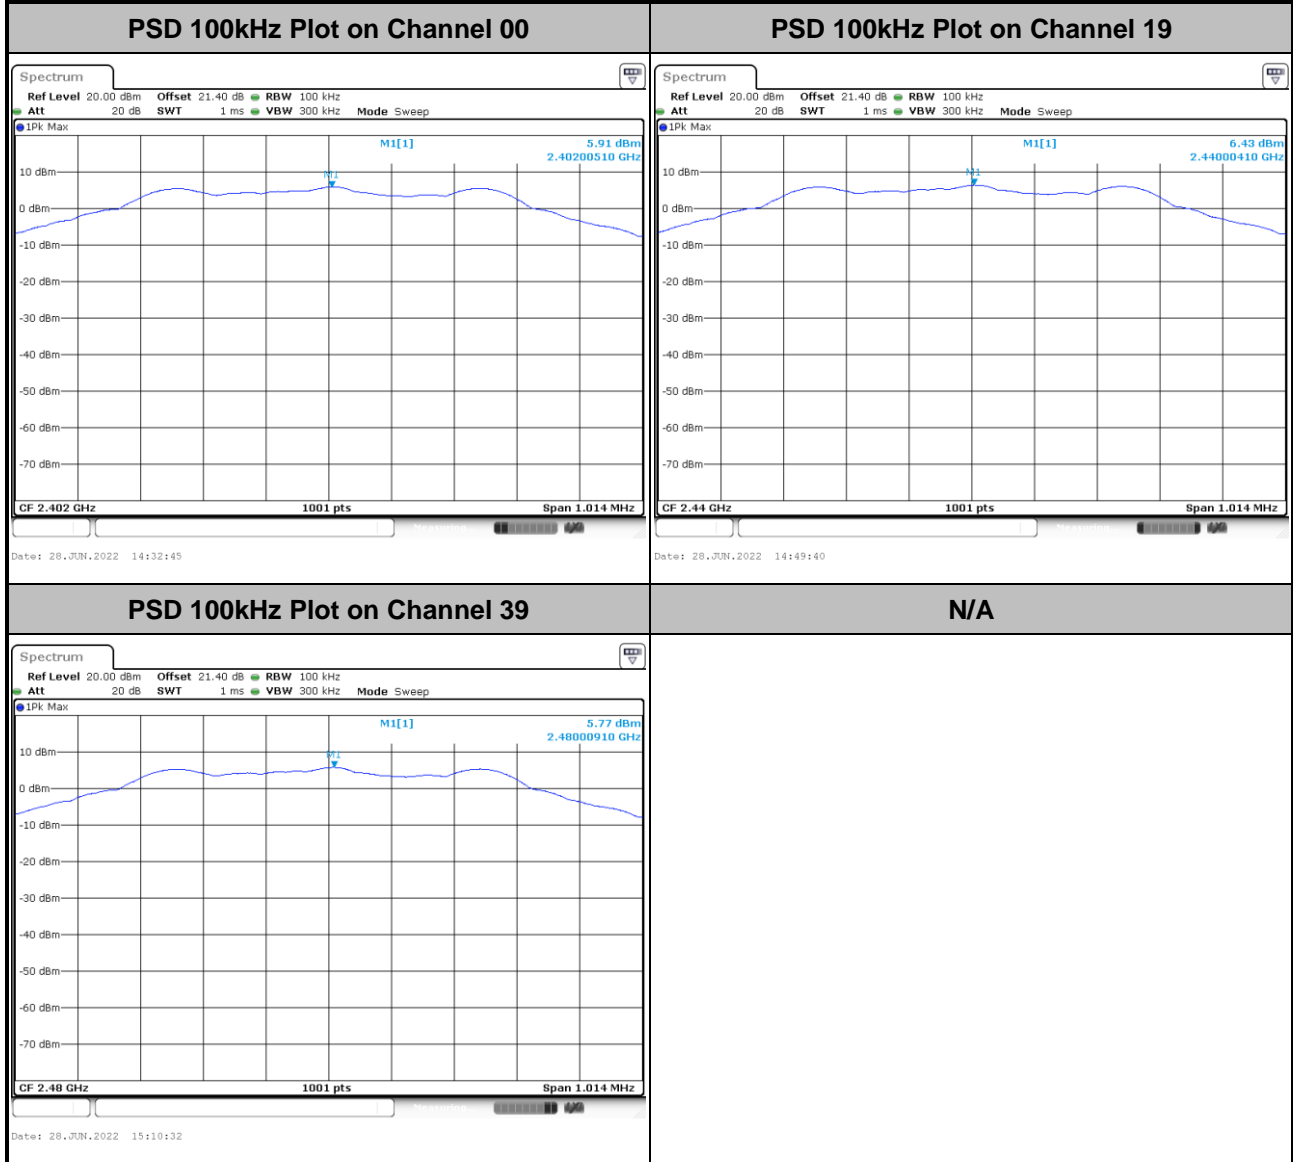 PSD 100kHz Plot on Channel 00
Spectrum
Ref Level 20.00 dBm Offset 21.40 dB RBW 100 kHz
Att 20 dB SWT 1 ms VBW 300 kHz Mode Sweep
1Pk Max
M1[1] 5.91 dBm
2.40200510 GHz
M1
10 dBm
0 dBm
-10 dBm
-20 dBm
-30 dBm
-40 dBm
-50 dBm
-60 dBm
-70 dBm
CF 2.402 GHz 1001 pts Span 1.014 MHz
Measuring...
Date: 28.JUN.2022 14:32:45
PSD 100kHz Plot on Channel 19
Spectrum
Ref Level 20.00 dBm Offset 21.40 dB RBW 100 kHz
Att 20 dB SWT 1 ms VBW 300 kHz Mode Sweep
1Pk Max
M1[1] 6.43 dBm
2.44000410 GHz
M1
10 dBm
0 dBm
-10 dBm
-20 dBm
-30 dBm
-40 dBm
-50 dBm
-60 dBm
-70 dBm
CF 2.44 GHz 1001 pts Span 1.014 MHz
Measuring...
Date: 28.JUN.2022 14:49:40
PSD 100kHz Plot on Channel 39
Spectrum
Ref Level 20.00 dBm Offset 21.40 dB RBW 100 kHz
Att 20 dB SWT 1 ms VBW 300 kHz Mode Sweep
1Pk Max
M1[1] 5.77 dBm
2.48000910 GHz
M1
10 dBm
0 dBm
-10 dBm
-20 dBm
-30 dBm
-40 dBm
-50 dBm
-60 dBm
-70 dBm
CF 2.48 GHz 1001 pts Span 1.014 MHz
Measuring...
Date: 28.JUN.2022 15:10:32
N/A